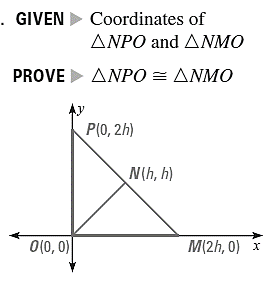 . GIVEN ▶ Coordinates of
△NPO and △NMO
PROVE ▶ △NPO ≅ △NMO
y
P(0, 2h)
N(h, h)
O(0, 0)
M(2h, 0)
x